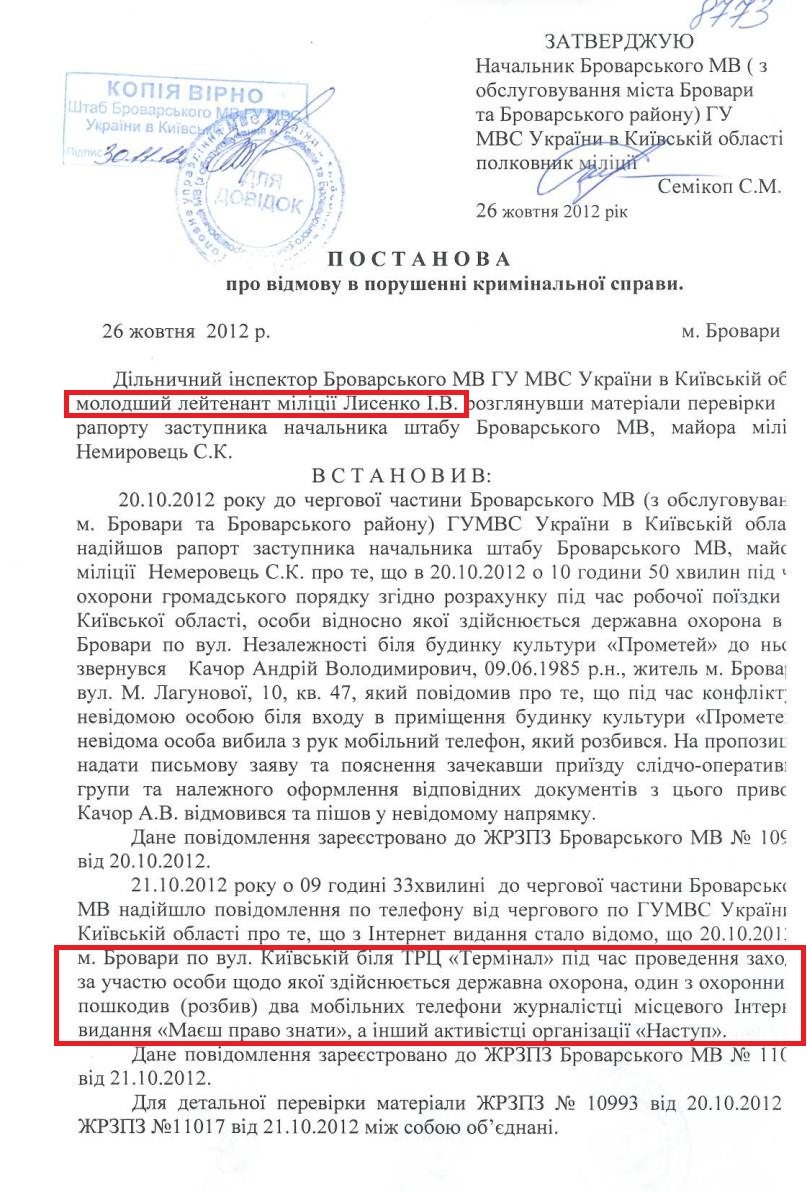 8773
ЗАТВЕРДЖУЮ
Начальник Броварського МВ ( з
обслуговування міста Бровари
та Броварського району) ГУ
МВС України в Київській області
полковник міліції
Семікоп С.М.
26 жовтня 2012 рік
КОПІЯ ВІРНО
Штаб Броварського МВ ГУ МВС
України в Київській
Підпис 30.11.12
ДЛЯ
ДОВІДОК
П О С Т А Н О В А
про відмову в порушенні кримінальної справи.
26 жовтня 2012 р. м. Бровари
Дільничний інспектор Броварського МВ ГУ МВС України в Київській об
молодший лейтенант міліції Лисенко І.В. розглянувши матеріали перевірки
рапорту заступника начальника штабу Броварського МВ, майора мілі
Немировець С.К.
В С Т А Н О В И В:
20.10.2012 року до чергової частини Броварського МВ (з обслуговуван
м. Бровари та Броварського району) ГУМВС України в Київській обла
надійшов рапорт заступника начальника штабу Броварського МВ, майо
міліції Немеровець С.К. про те, що в 20.10.2012 о 10 години 50 хвилин під ч
охорони громадського порядку згідно розрахунку під час робочої поїздки
Київської області, особи відносно якої здійснюється державна охорона в
Бровари по вул. Незалежності біля будинку культури «Прометей» до ньо
звернувся Качор Андрій Володимирович, 09.06.1985 р.н., житель м. Брова
вул. М. Лагунової, 10, кв. 47, який повідомив про те, що під час конфлікт
невідомою особою біля входу в приміщення будинку культури «Промете
невідома особа вибила з рук мобільний телефон, який розбився. На пропозиц
надати письмову заяву та пояснення зачекавши приїзду слідчо-оператив
групи та належного оформлення відповідних документів з цього приво
Качор А.В. відмовився та пішов у невідомому напрямку.
Дане повідомлення зареєстровано до ЖРЗПЗ Броварського МВ № 109
від 20.10.2012.
21.10.2012 року о 09 годині 33хвилині до чергової частини Броварсько
МВ надійшло повідомлення по телефону від чергового по ГУМВС Україн
Київській області про те, що з Інтернет видання стало відомо, що 20.10.201
м. Бровари по вул. Київській біля ТРЦ «Термінал» під час проведення захо
за участю особи щодо якої здійснюється державна охорона, один з охоронни
пошкодив (розбив) два мобільних телефони журналістці місцевого Інтерн
видання «Маєш право знати», а інший активістці організації «Наступ».
Дане повідомлення зареєстровано до ЖРЗПЗ Броварського МВ № 110
від 21.10.2012.
Для детальної перевірки матеріали ЖРЗПЗ № 10993 від 20.10.2012
ЖРЗПЗ №11017 від 21.10.2012 між собою об’єднані.